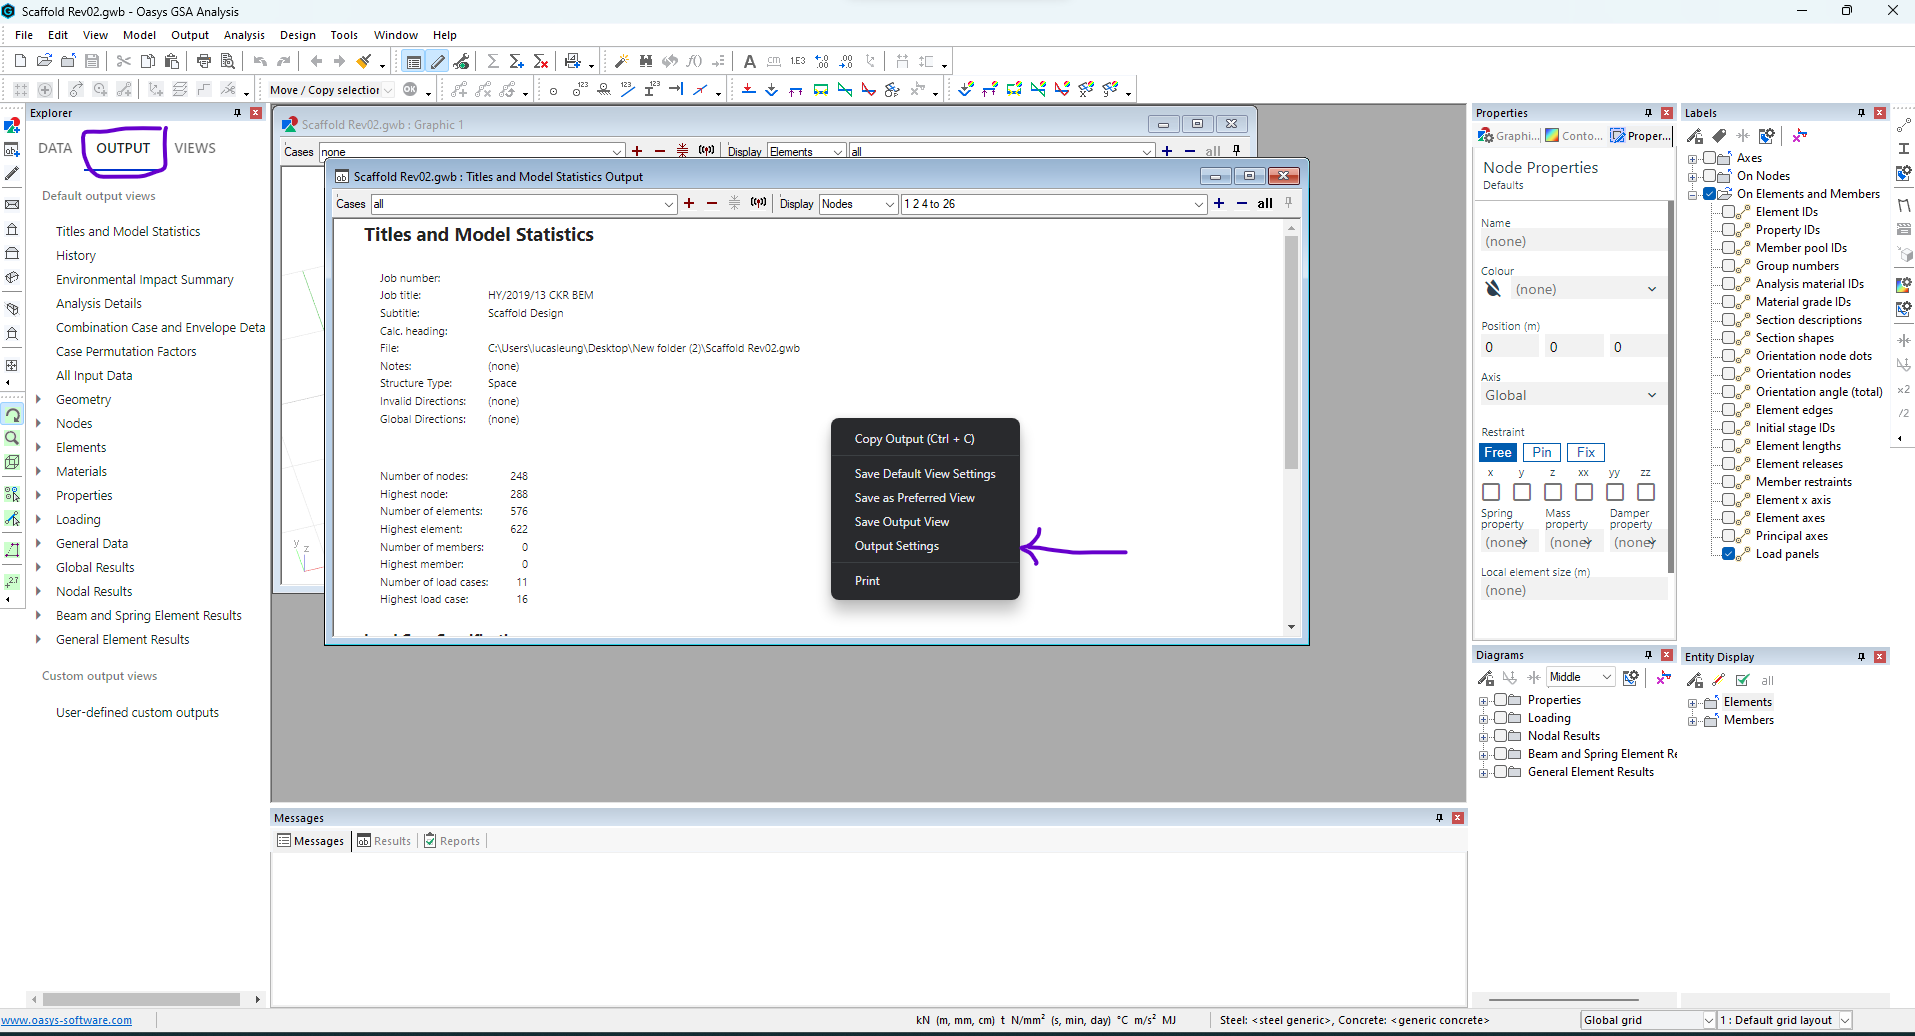 Scaffold Rev02.gwb - Oasys GSA Analysis
File Edit View Model Output Analysis Design Tools Window Help
Move / Copy selection
Explorer
DATA OUTPUT VIEWS
Default output views
Titles and Model Statistics
History
Environmental Impact Summary
Analysis Details
Combination Case and Envelope Deta
Case Permutation Factors
All Input Data
Geometry
Nodes
Elements
Materials
Properties
Loading
General Data
Global Results
Nodal Results
Beam and Spring Element Results
General Element Results
Custom output views
User-defined custom outputs
Scaffold Rev02.gwb : Graphic 1
Cases none Display Elements all all
Scaffold Rev02.gwb : Titles and Model Statistics Output
Cases all Display Nodes 1 2 4 to 26 all
Titles and Model Statistics
Job number:
Job title: HY/2019/13 CKR BEM
Subtitle: Scaffold Design
Calc. heading:
File: C:\Users\lucasleung\Desktop\New folder (2)\Scaffold Rev02.gwb
Notes: (none)
Structure Type: Space
Invalid Directions: (none)
Global Directions: (none)
Number of nodes: 248
Highest node: 288
Number of elements: 576
Highest element: 622
Number of members: 0
Highest member: 0
Number of load cases: 11
Highest load case: 16
Copy Output (Ctrl + C)
Save Default View Settings
Save as Preferred View
Save Output View
Output Settings
Print
y z
Messages
Messages Results Reports
Properties
Graphi... Conto... Proper...
Node Properties
Defaults
Name
(none)
Colour
(none)
Position (m)
0 0 0
Axis
Global
Restraint
Free Pin Fix
x y z xx yy zz
Spring property Mass property Damper property
(none) (none) (none)
Local element size (m)
(none)
Labels
Axes
On Nodes
On Elements and Members
Element IDs
Property IDs
Member pool IDs
Group numbers
Analysis material IDs
Material grade IDs
Section descriptions
Section shapes
Orientation node dots
Orientation nodes
Orientation angle (total)
Element edges
Initial stage IDs
Element lengths
Element releases
Member restraints
Element x axis
Element axes
Principal axes
Load panels
Diagrams
Middle
Properties
Loading
Nodal Results
Beam and Spring Element Re
General Element Results
Entity Display
all
Elements
Members
www.oasys-software.com
kN (m, mm, cm) t N/mm² (s, min, day) °C m/s² MJ
Steel: <steel generic>, Concrete: <generic concrete>
Global grid
1 : Default grid layout